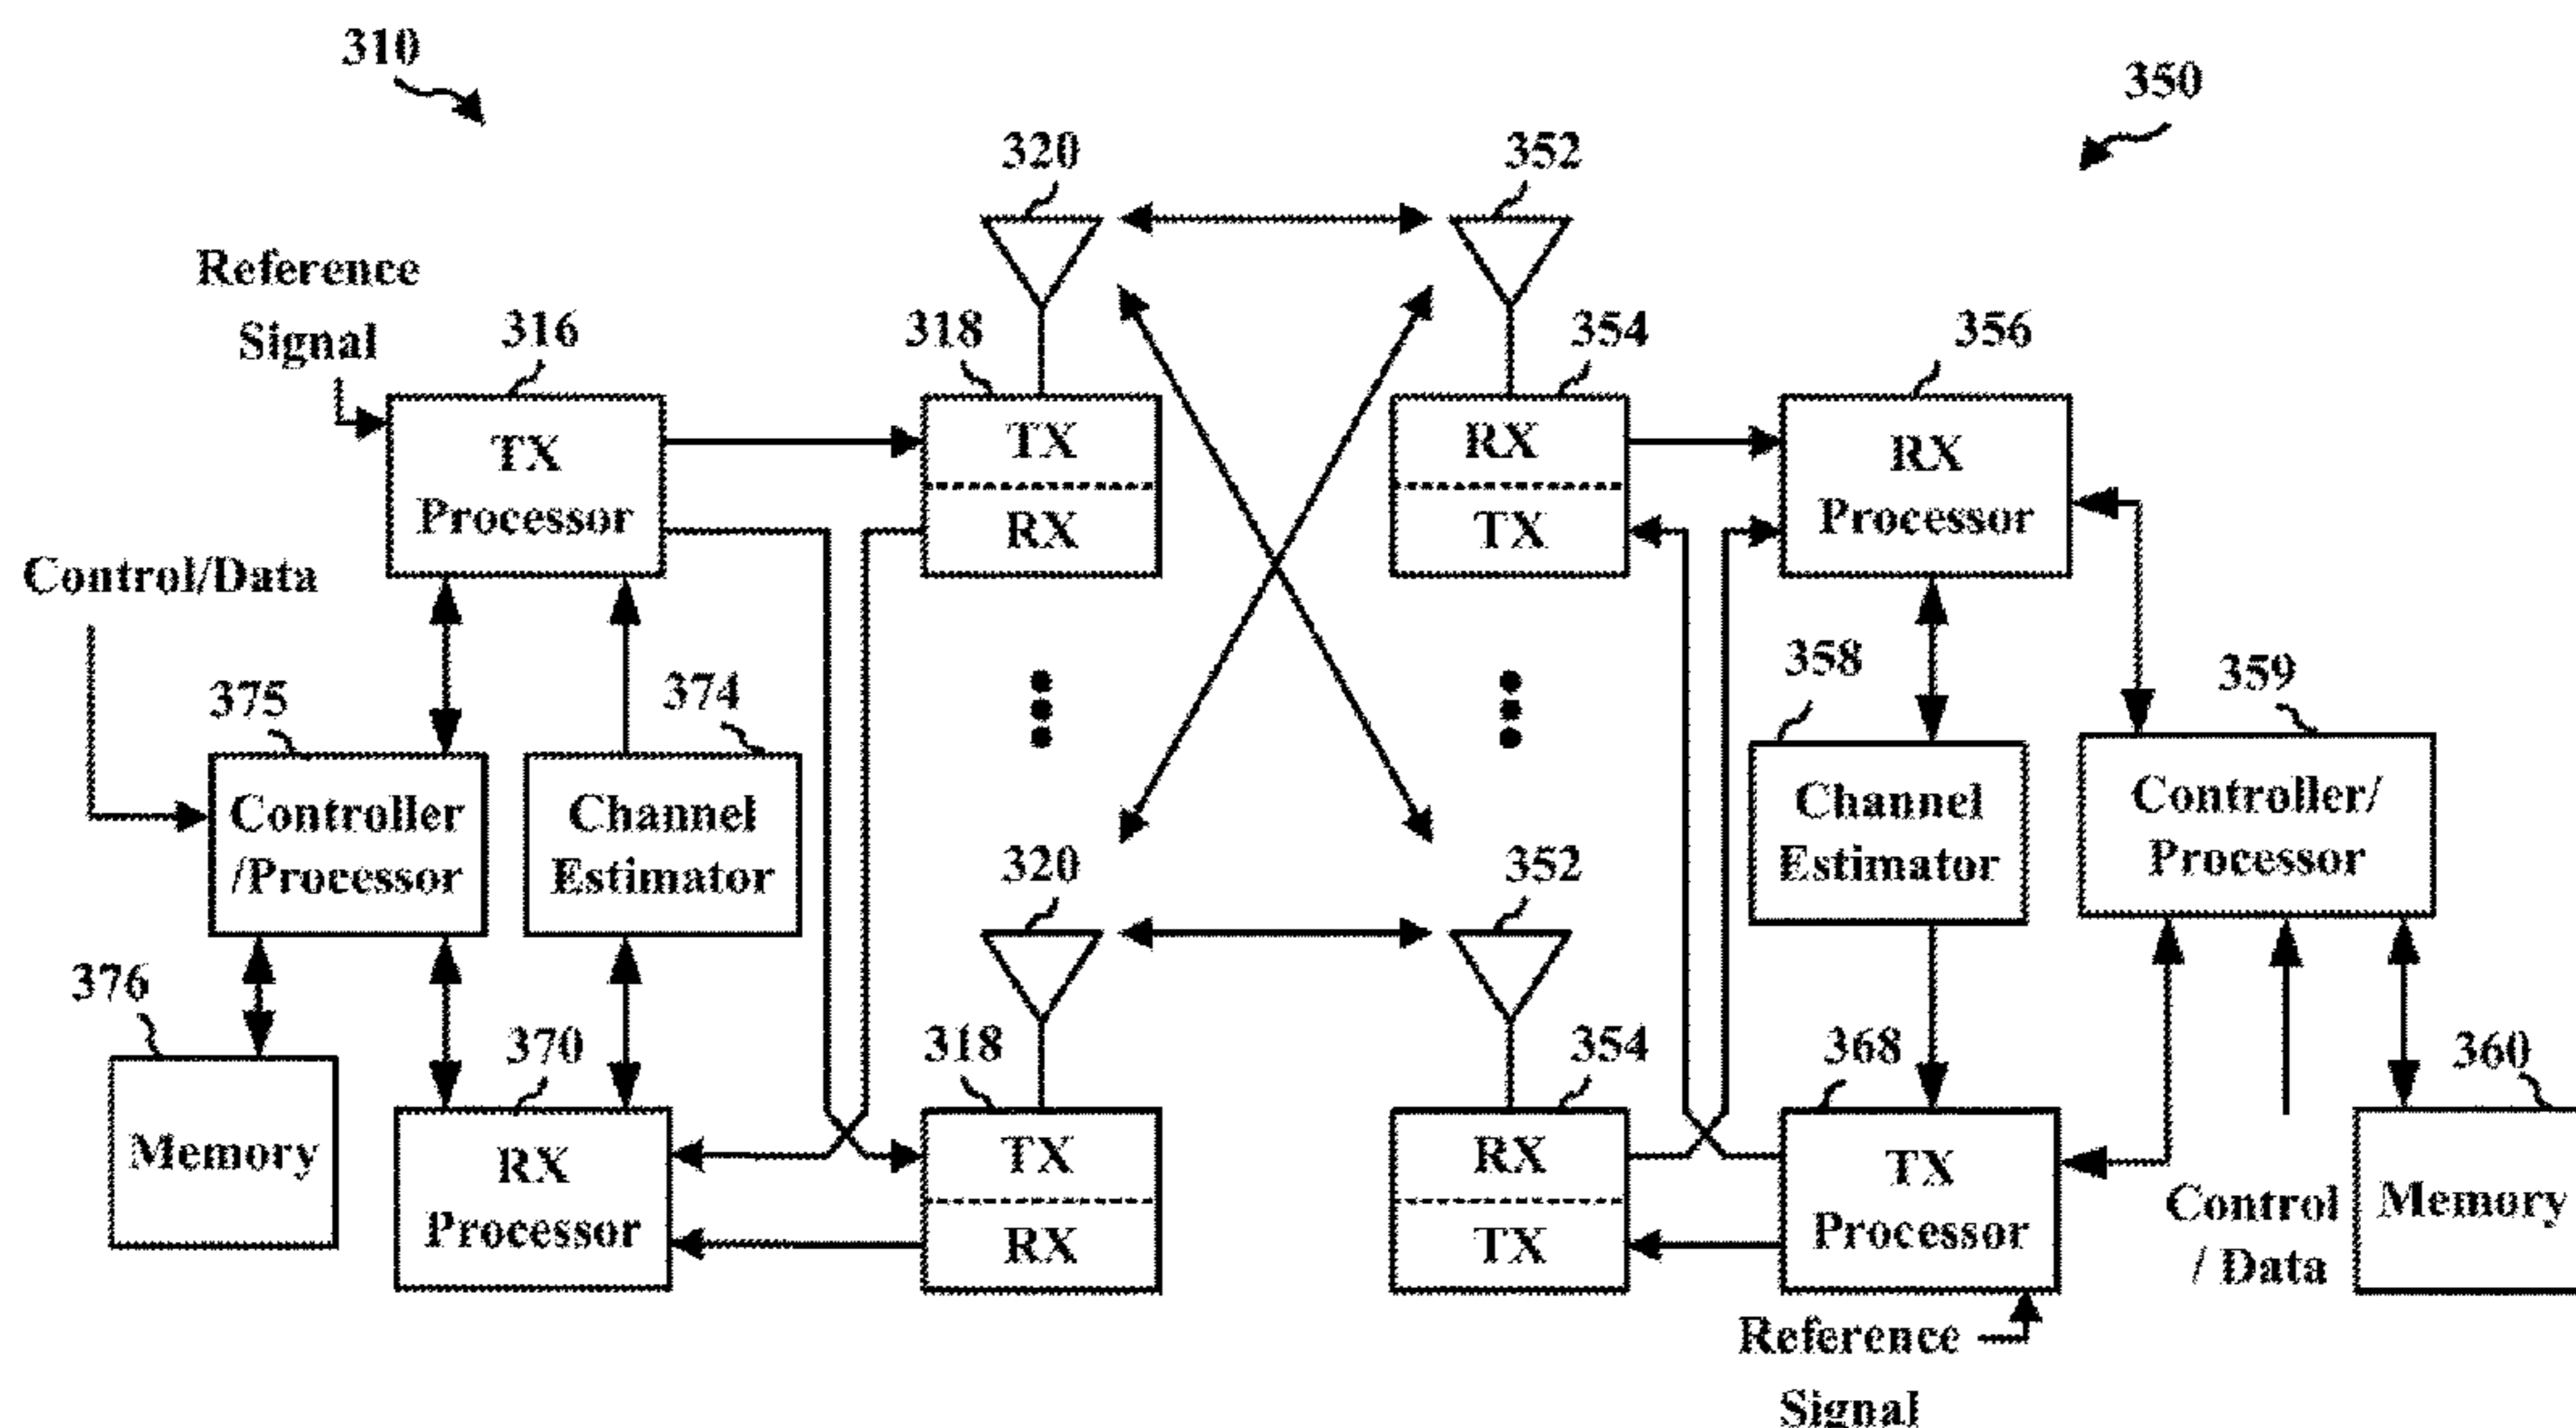 310
350
320
352
Reference
Signal
316
318
354
356
TX
Processor
TX
RX
RX
TX
RX
Processor
Control/Data
375
374
358
359
Controller
/Processor
Channel
Estimator
Channel
Estimator
Controller/
Processor
320
352
376
370
318
354
368
360
Memory
RX
Processor
TX
RX
RX
TX
TX
Processor
Control
/ Data
Memory
Reference
Signal